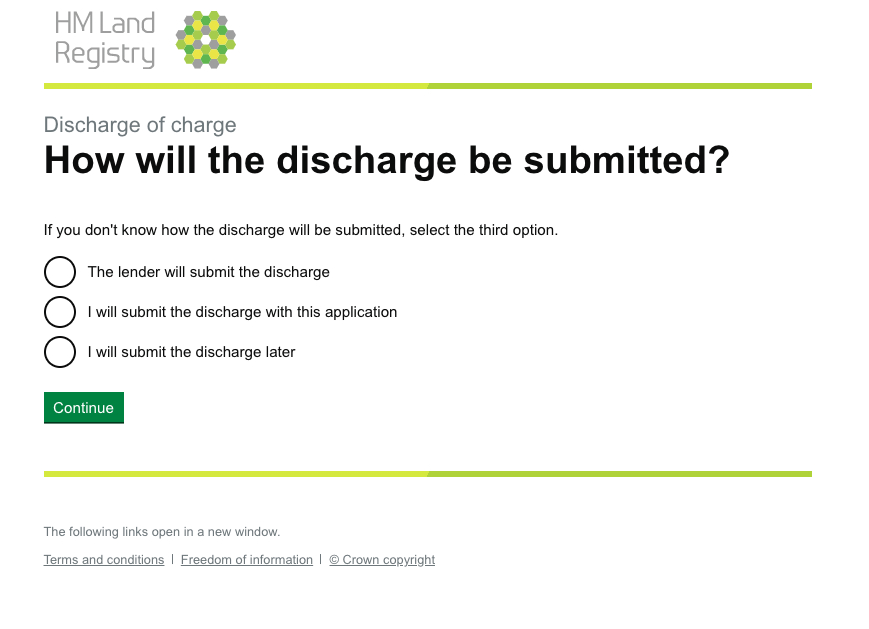 HM Land
Registry
Discharge of charge
How will the discharge be submitted?
If you don't know how the discharge will be submitted, select the third option.
The lender will submit the discharge
I will submit the discharge with this application
I will submit the discharge later
Continue
The following links open in a new window.
Terms and conditions | Freedom of information | © Crown copyright